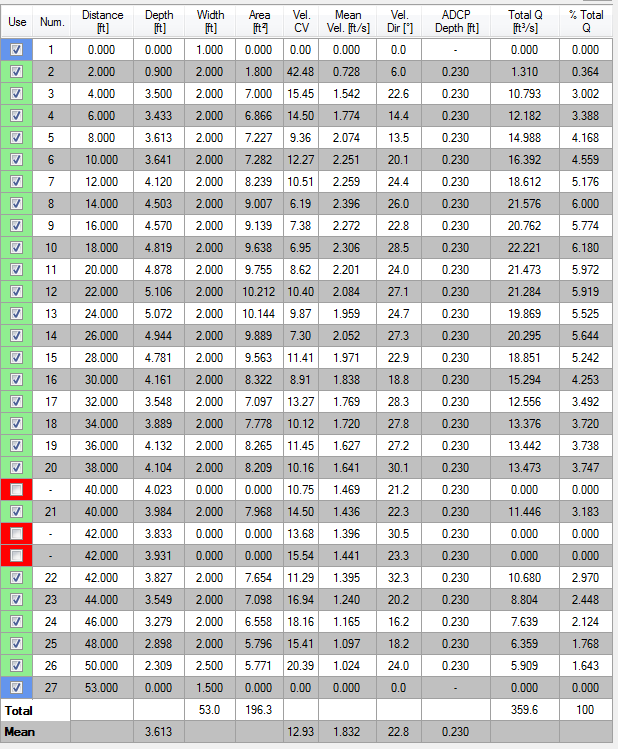 Use Num. Distance [ft] Depth [ft] Width [ft] Area [ft²] Vel. CV Mean Vel. [ft/s] Vel. Dir [°] ADCP Depth [ft] Total Q [ft³/s] % Total Q
1 0.000 0.000 1.000 0.000 0.00 0.000 0.0 - 0.000 0.000
2 2.000 0.900 2.000 1.800 42.48 0.728 6.0 0.230 1.310 0.364
3 4.000 3.500 2.000 7.000 15.45 1.542 22.6 0.230 10.793 3.002
4 6.000 3.433 2.000 6.866 14.50 1.774 14.4 0.230 12.182 3.388
5 8.000 3.613 2.000 7.227 9.36 2.074 13.5 0.230 14.988 4.168
6 10.000 3.641 2.000 7.282 12.27 2.251 20.1 0.230 16.392 4.559
7 12.000 4.120 2.000 8.239 10.51 2.259 24.4 0.230 18.612 5.176
8 14.000 4.503 2.000 9.007 6.19 2.396 26.0 0.230 21.576 6.000
9 16.000 4.570 2.000 9.139 7.38 2.272 22.8 0.230 20.762 5.774
10 18.000 4.819 2.000 9.638 6.95 2.306 28.5 0.230 22.221 6.180
11 20.000 4.878 2.000 9.755 8.62 2.201 24.0 0.230 21.473 5.972
12 22.000 5.106 2.000 10.212 10.40 2.084 27.1 0.230 21.284 5.919
13 24.000 5.072 2.000 10.144 9.87 1.959 24.7 0.230 19.869 5.525
14 26.000 4.944 2.000 9.889 7.30 2.052 27.3 0.230 20.295 5.644
15 28.000 4.781 2.000 9.563 11.41 1.971 22.9 0.230 18.851 5.242
16 30.000 4.161 2.000 8.322 8.91 1.838 18.8 0.230 15.294 4.253
17 32.000 3.548 2.000 7.097 13.27 1.769 28.3 0.230 12.556 3.492
18 34.000 3.889 2.000 7.778 10.12 1.720 27.8 0.230 13.376 3.720
19 36.000 4.132 2.000 8.265 11.45 1.627 27.2 0.230 13.442 3.738
20 38.000 4.104 2.000 8.209 10.16 1.641 30.1 0.230 13.473 3.747
- 40.000 4.023 0.000 0.000 10.75 1.469 21.2 0.230 0.000 0.000
21 40.000 3.984 2.000 7.968 14.50 1.436 22.3 0.230 11.446 3.183
- 42.000 3.833 0.000 0.000 13.68 1.396 30.5 0.230 0.000 0.000
- 42.000 3.931 0.000 0.000 15.54 1.441 23.3 0.230 0.000 0.000
22 42.000 3.827 2.000 7.654 11.29 1.395 32.3 0.230 10.680 2.970
23 44.000 3.549 2.000 7.098 16.94 1.240 20.2 0.230 8.804 2.448
24 46.000 3.279 2.000 6.558 18.16 1.165 16.2 0.230 7.639 2.124
25 48.000 2.898 2.000 5.796 15.41 1.097 18.2 0.230 6.359 1.768
26 50.000 2.309 2.500 5.771 20.39 1.024 24.0 0.230 5.909 1.643
27 53.000 0.000 1.500 0.000 0.00 0.000 0.0 - 0.000 0.000
Total 53.0 196.3 359.6 100
Mean 3.613 12.93 1.832 22.8 0.230